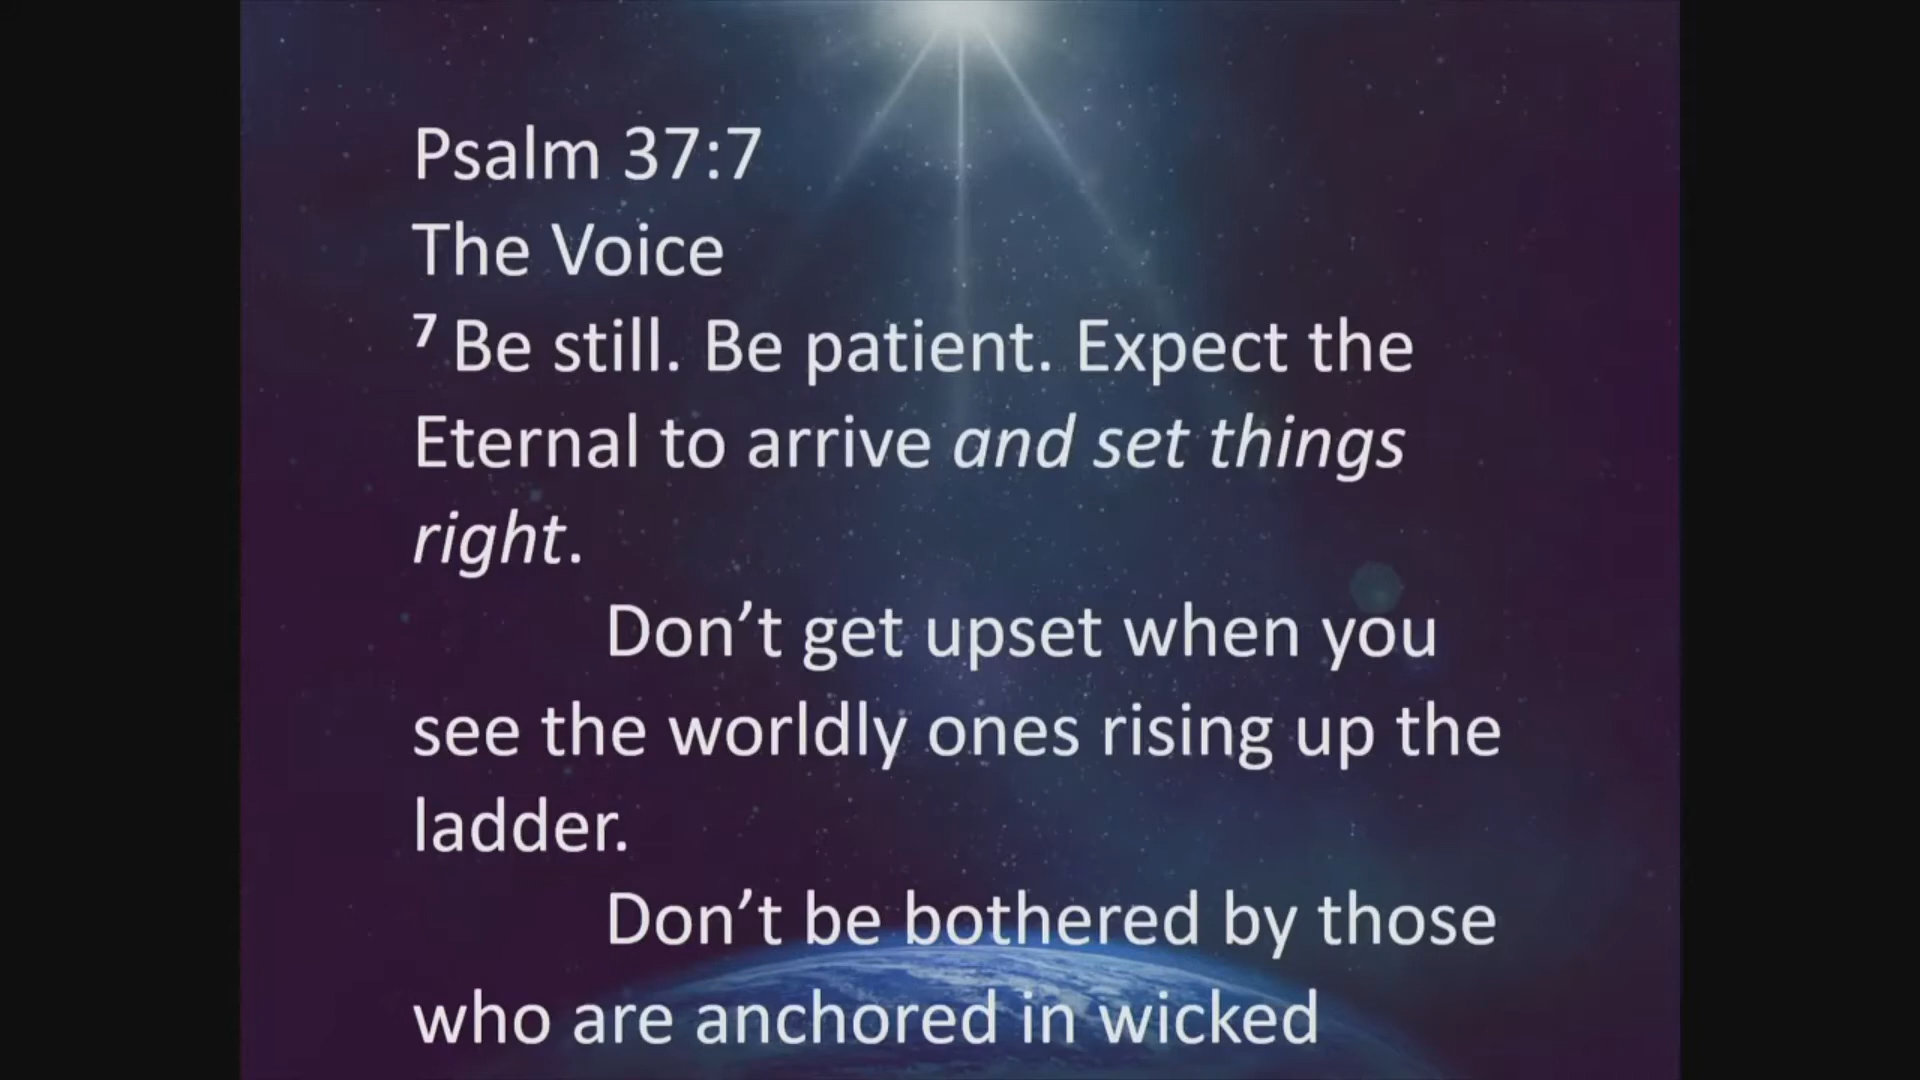 Psalm 37:7
The Voice
⁷ Be still. Be patient. Expect the
Eternal to arrive and set things
right.
Don’t get upset when you
see the worldly ones rising up the
ladder.
Don’t be bothered by those
who are anchored in wicked